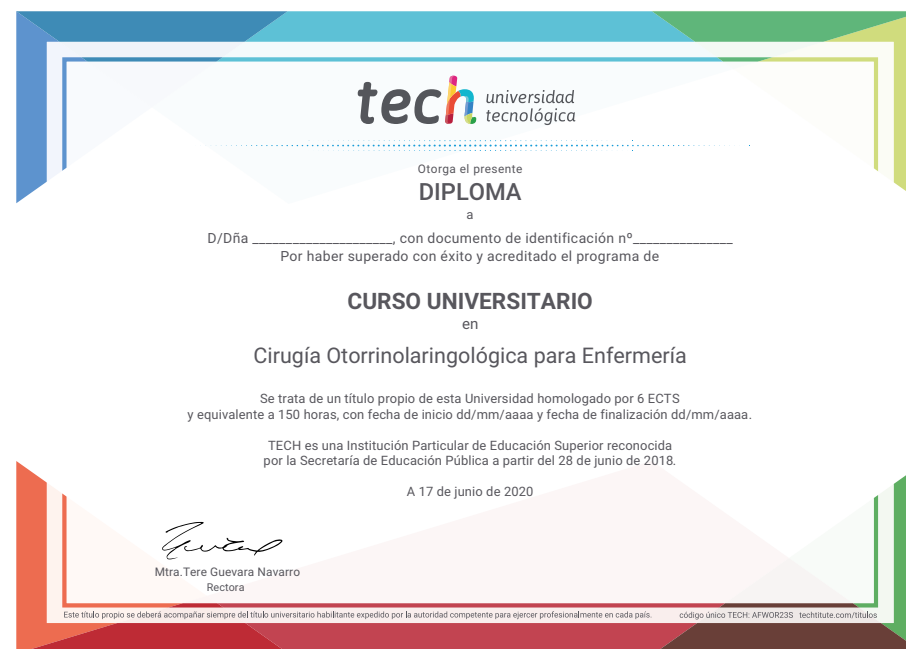 tech universidad
tecnológica
Otorga el presente
DIPLOMA
a
D/Dña _____________________, con documento de identificación nº_______________
Por haber superado con éxito y acreditado el programa de
CURSO UNIVERSITARIO
en
Cirugía Otorrinolaringológica para Enfermería
Se trata de un título propio de esta Universidad homologado por 6 ECTS
y equivalente a 150 horas, con fecha de inicio dd/mm/aaaa y fecha de finalización dd/mm/aaaa.
TECH es una Institución Particular de Educación Superior reconocida
por la Secretaría de Educación Pública a partir del 28 de junio de 2018.
A 17 de junio de 2020
Mtra.Tere Guevara Navarro
Rectora
Este título propio se deberá acompañar siempre del título universitario habilitante expedido por la autoridad competente para ejercer profesionalmente en cada país. código único TECH: AFWOR23S techtitute.com/titulos